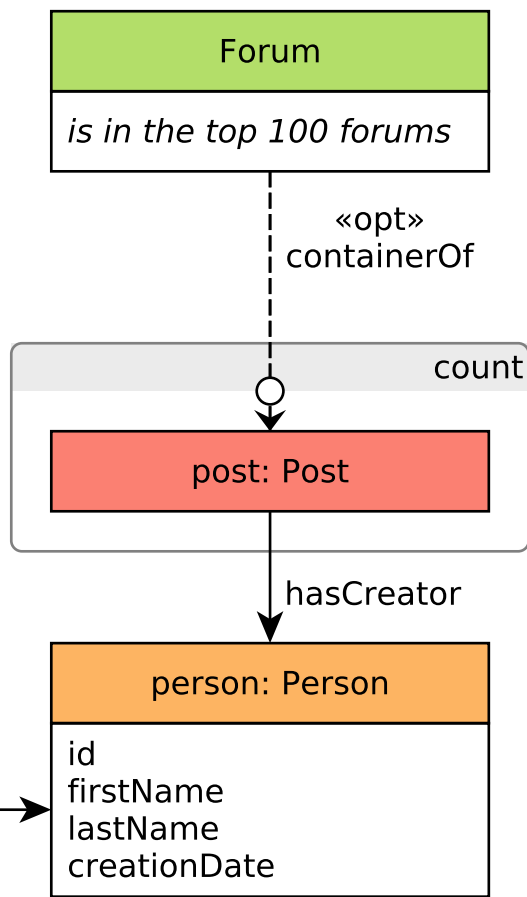 Forum
is in the top 100 forums
«opt»
containerOf
count
post: Post
hasCreator
person: Person
id
firstName
lastName
creationDate